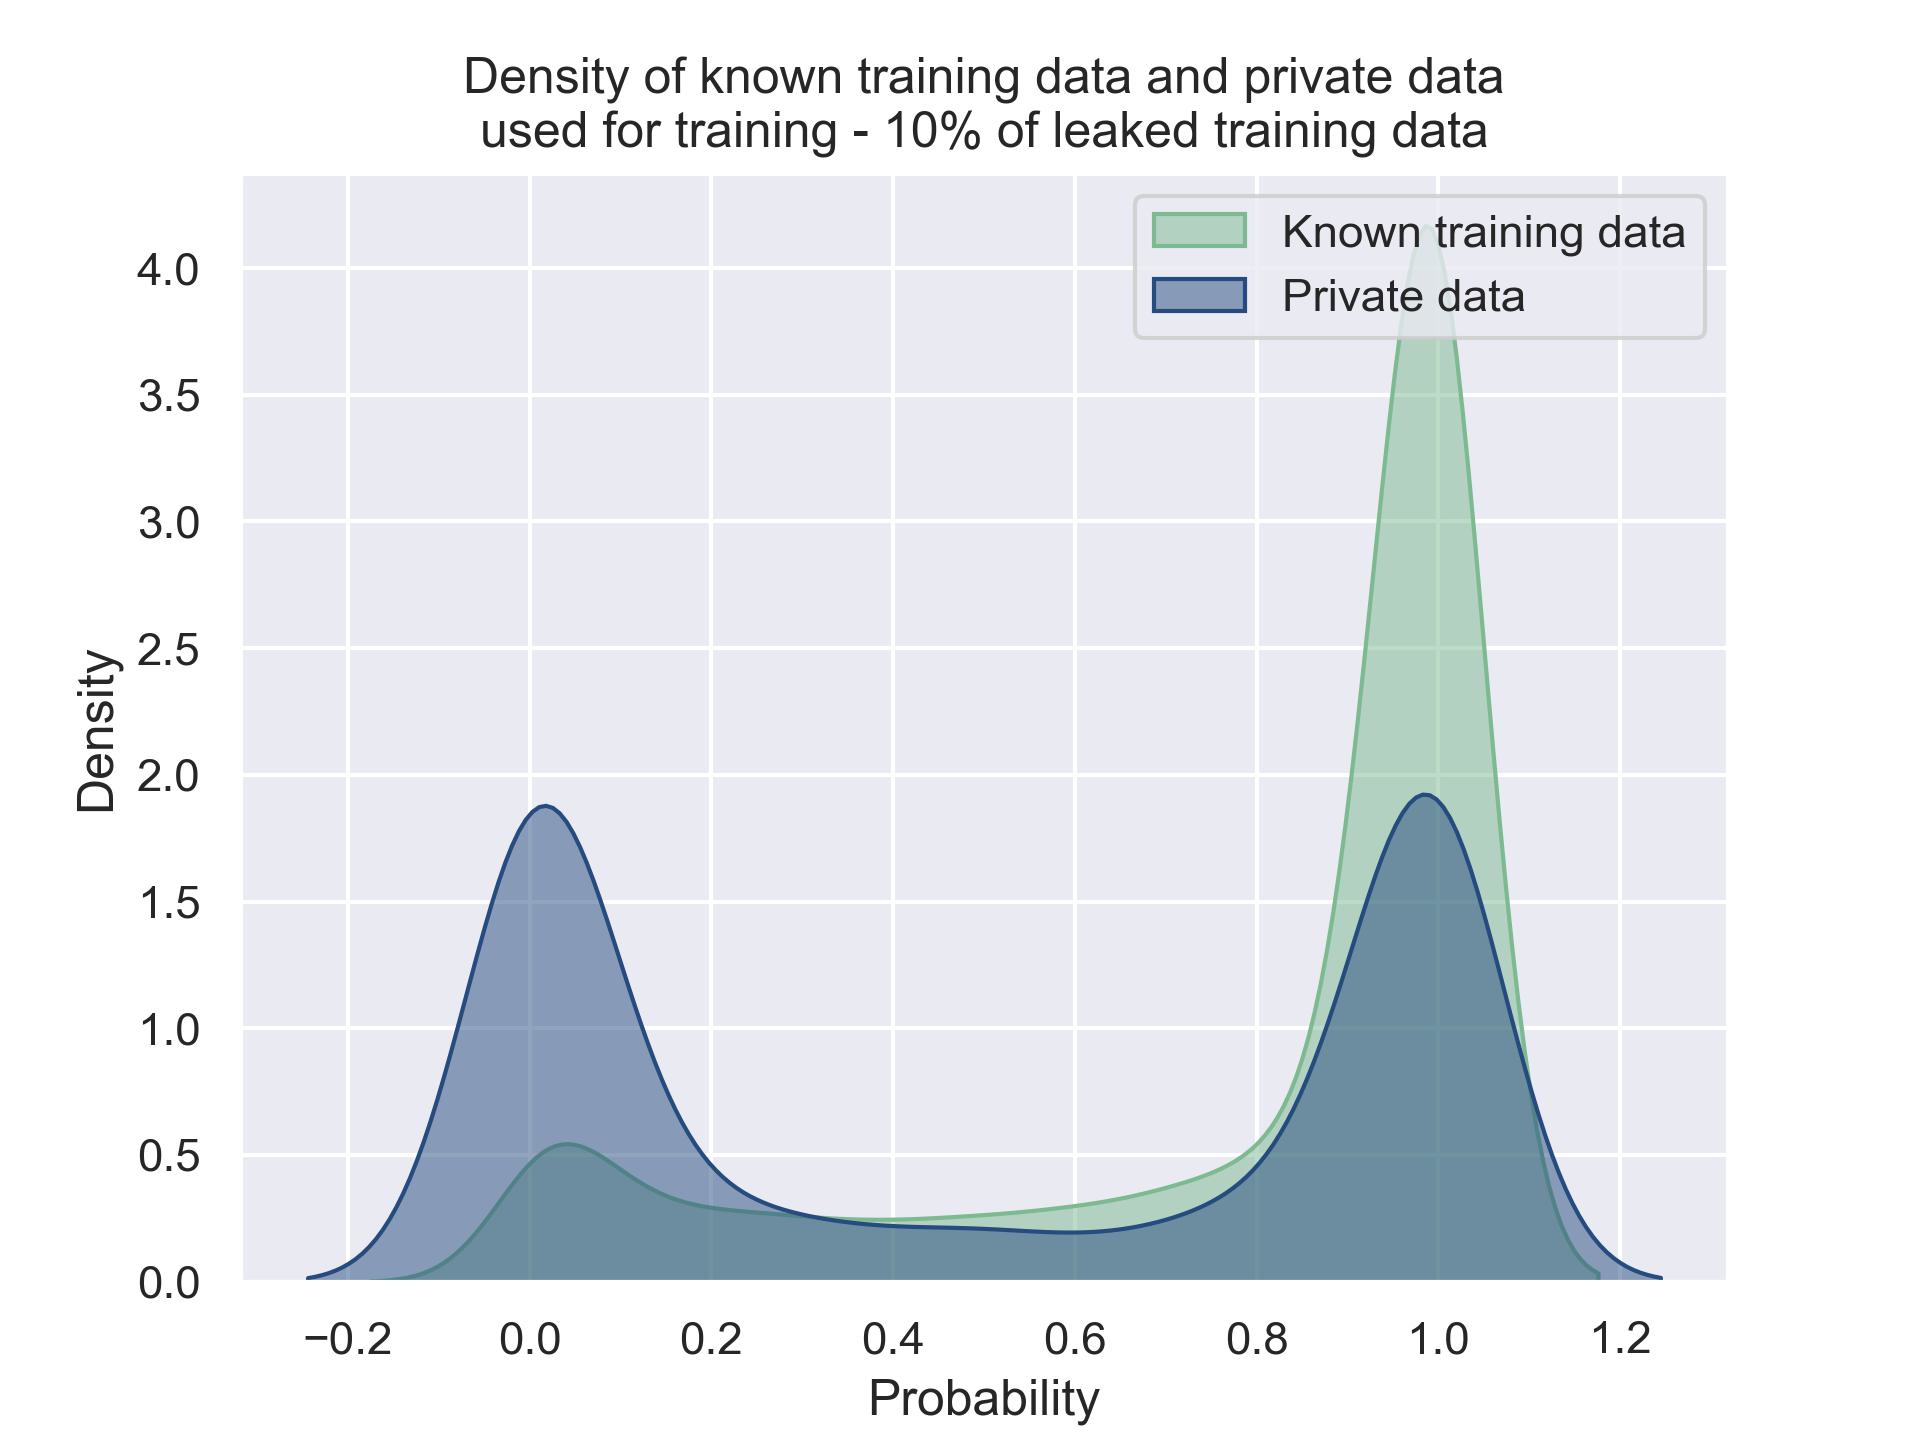 Density of known training data and private data
used for training - 10% of leaked training data
Known training data
Private data
Density
4.0
3.5
3.0
2.5
2.0
1.5
1.0
0.5
0.0
−0.2 0.0 0.2 0.4 0.6 0.8 1.0 1.2
Probability